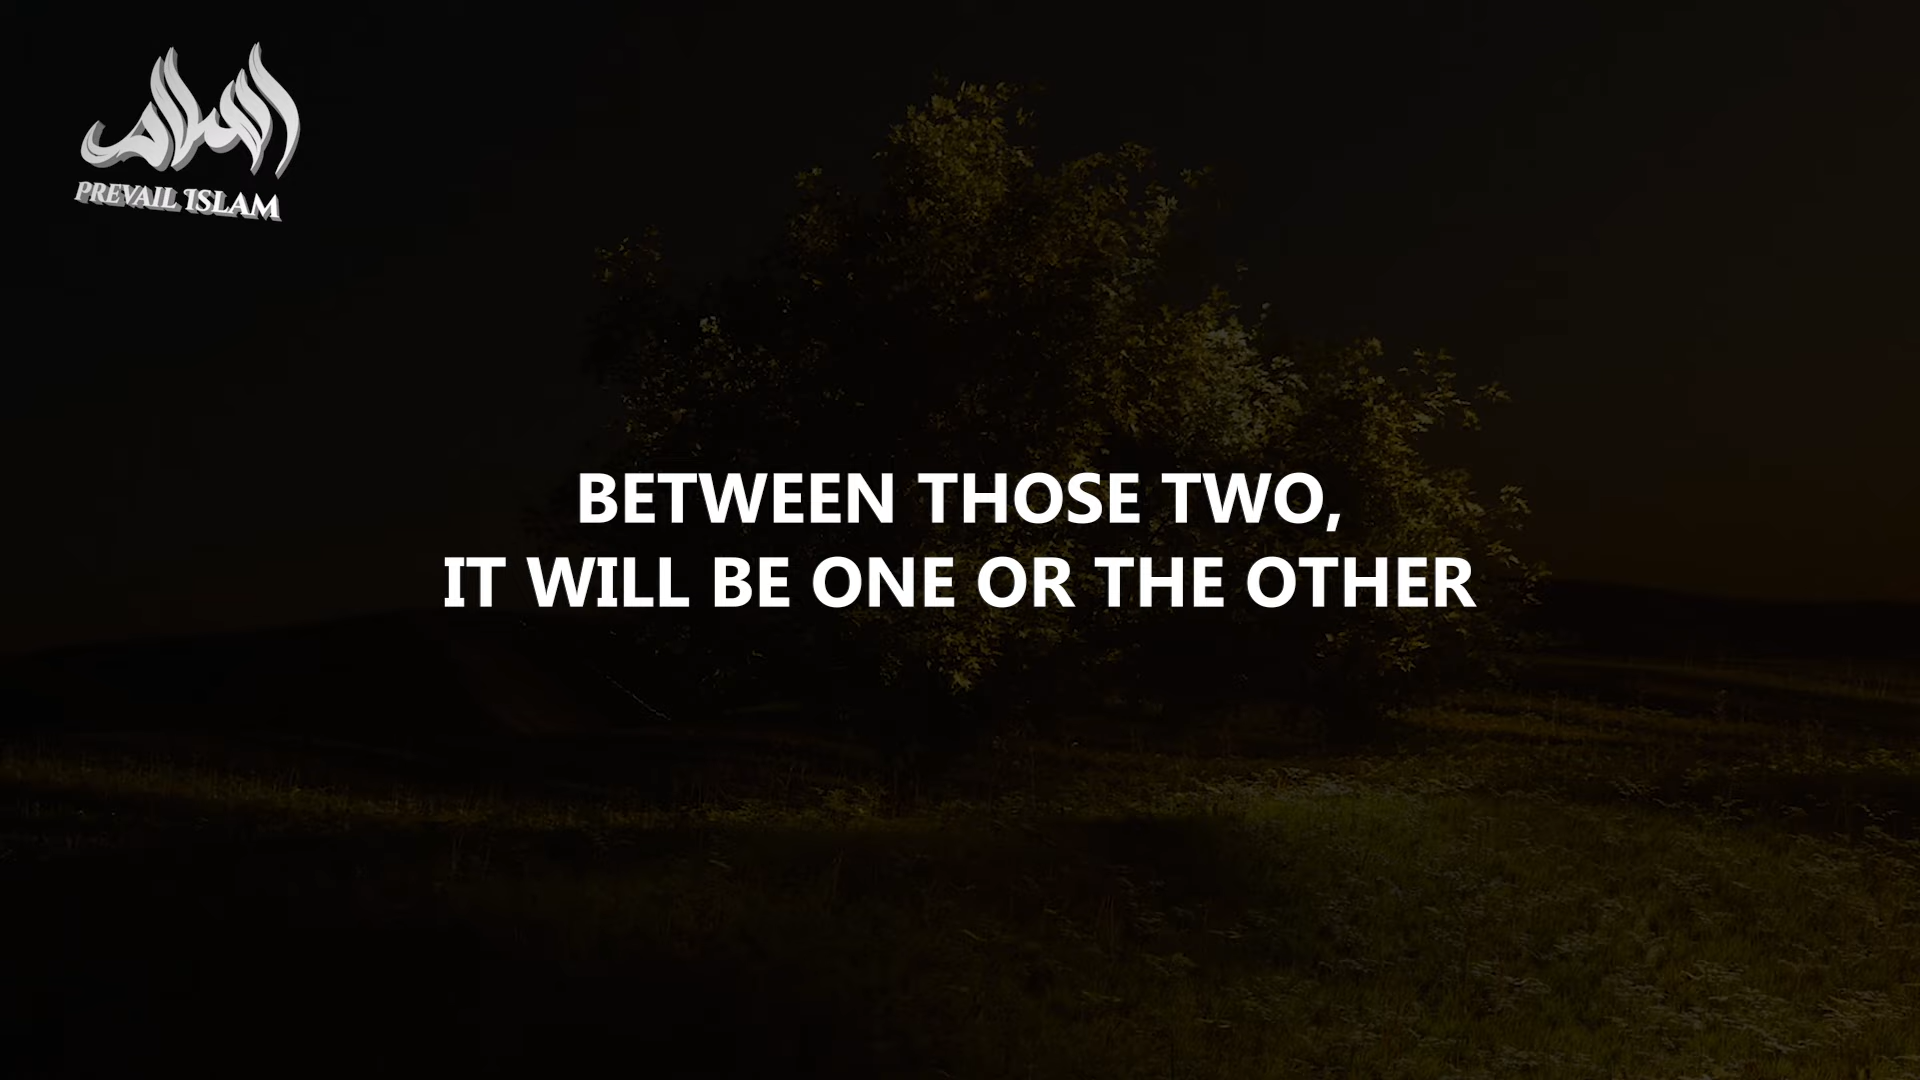 PREVAIL ISLAM
BETWEEN THOSE TWO,
IT WILL BE ONE OR THE OTHER